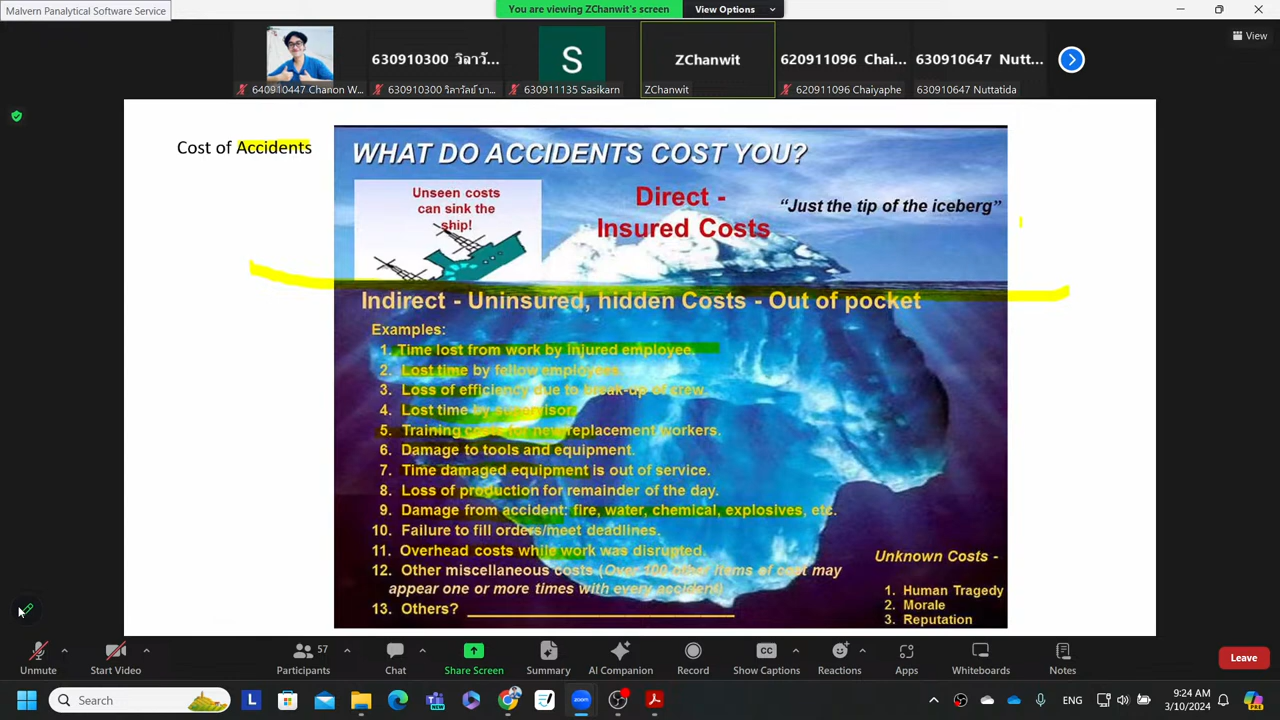 Malvern Panalytical Software Service
You are viewing ZChanwit's screen
View Options
View
630910300 วิลาวั...
S
ZChanwit
620911096 Chai...
630910647 Nutt...
640910447 Chanon W...
630910300 วิลาวัลย์ บา...
630911135 Sasikarn
ZChanwit
620911096 Chaiyaphe
630910647 Nuttatida
Cost of Accidents
WHAT DO ACCIDENTS COST YOU?
Unseen costs
can sink the
ship!
Direct -
Insured Costs
“Just the tip of the iceberg”
Indirect - Uninsured, hidden Costs - Out of pocket
Examples:
1. Time lost from work by injured employee.
2. Lost time by fellow employees.
3. Loss of efficiency due to break-up of crew.
4. Lost time by supervisor.
5. Training costs for new/replacement workers.
6. Damage to tools and equipment.
7. Time damaged equipment is out of service.
8. Loss of production for remainder of the day.
9. Damage from accident: fire, water, chemical, explosives, etc.
10. Failure to fill orders/meet deadlines.
11. Overhead costs while work was disrupted.
12. Other miscellaneous costs (Over 100 other items of cost may
appear one or more times with every accident)
13. Others?
Unknown Costs -
1. Human Tragedy
2. Morale
3. Reputation
57
Unmute
Start Video
Participants
Chat
Share Screen
Summary
AI Companion
Record
Show Captions
Reactions
Apps
Whiteboards
Notes
Leave
Search
ENG
9:24 AM
3/10/2024